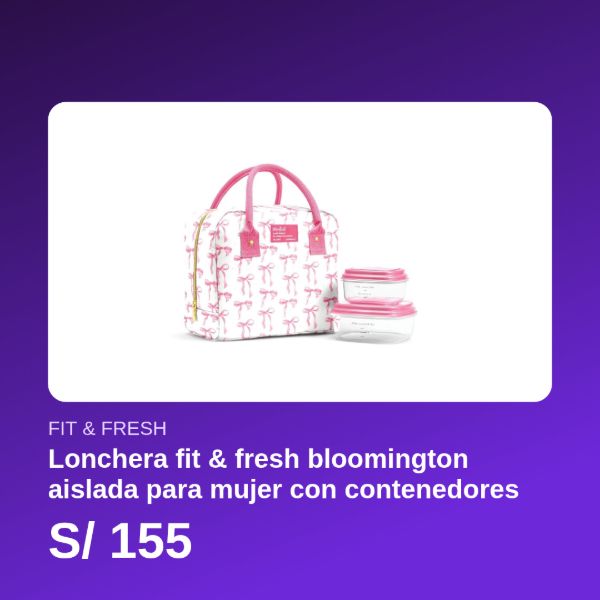 FIT & FRESH
Lonchera fit & fresh bloomington
aislada para mujer con contenedores
S/ 155